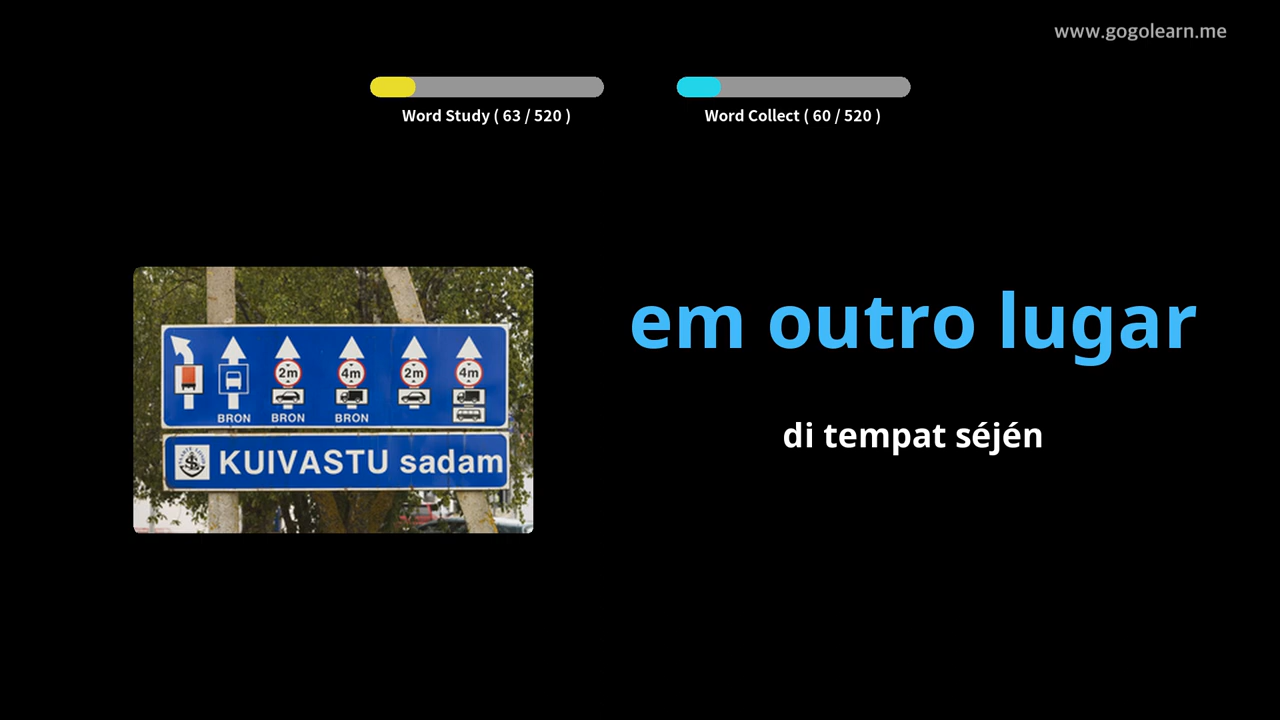 www.gogolearn.me
Word Study ( 63 / 520 )
Word Collect ( 60 / 520 )
2m
4m
2m
4m
BRON
BRON
BRON
KUIVASTU sadam
em outro lugar
di tempat séjén